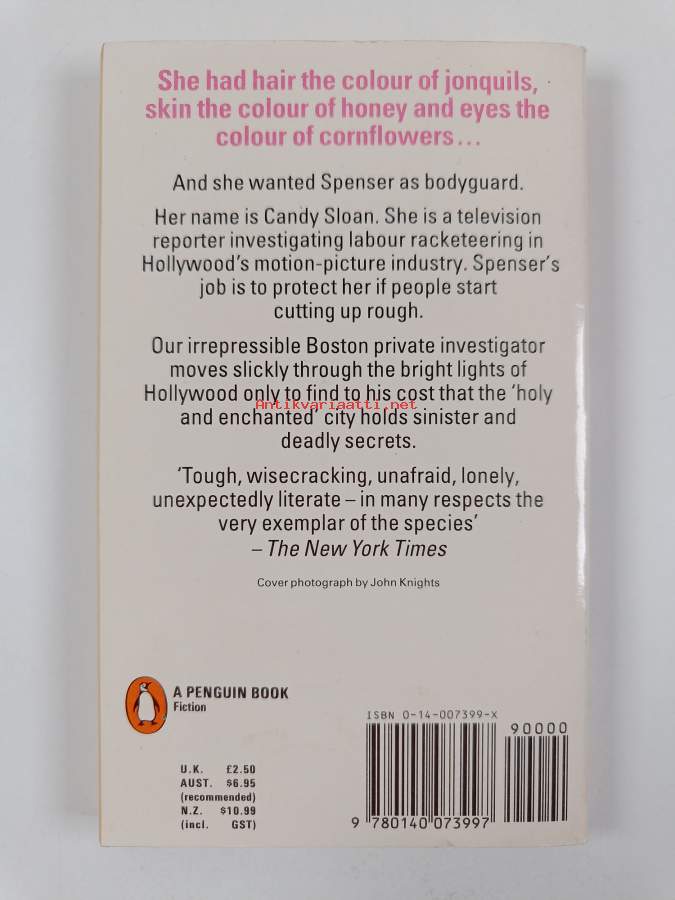 She had hair the colour of jonquils,
skin the colour of honey and eyes the
colour of cornflowers...
And she wanted Spenser as bodyguard.
Her name is Candy Sloan. She is a television
reporter investigating labour racketeering in
Hollywood's motion-picture industry. Spenser's
job is to protect her if people start
cutting up rough.
Our irrepressible Boston private investigator
moves slickly through the bright lights of
Hollywood only to find to his cost that the 'holy
Antikvariaatti.net
and enchanted' city holds sinister and
deadly secrets.
'Tough, wisecracking, unafraid, lonely,
unexpectedly literate – in many respects the
very exemplar of the species'
– The New York Times
Cover photograph by John Knights
A PENGUIN BOOK
Fiction
ISBN 0-14-007399-X
90000
U.K. £2.50
AUST. $6.95
(recommended)
N.Z. $10.99
(incl. GST)
9 780140 073997